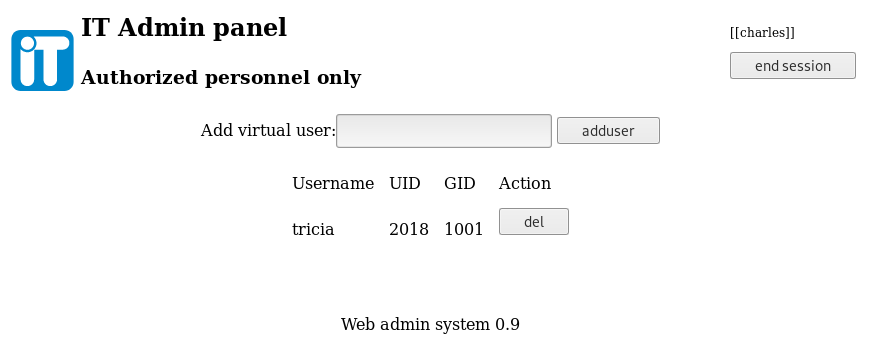 iT
IT Admin panel
Authorized personnel only
[[charles]]
end session
Add virtual user: adduser
Username UID GID Action
tricia 2018 1001 del
Web admin system 0.9